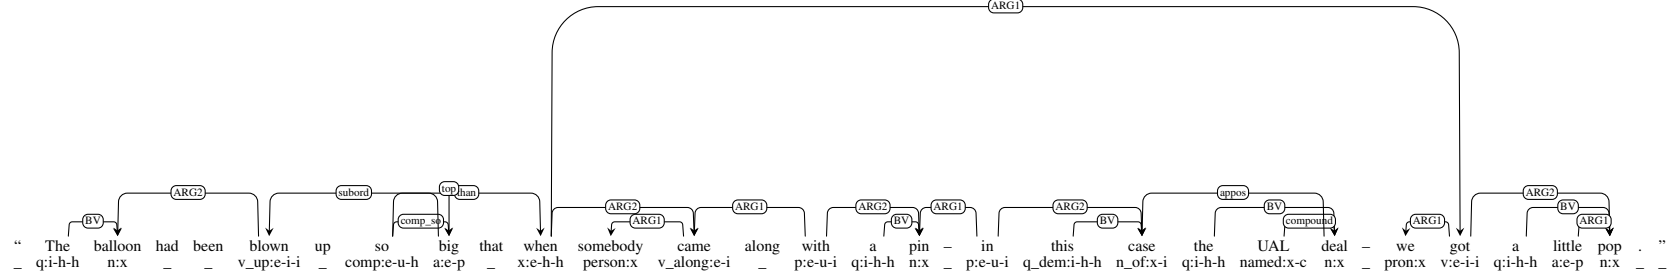 ARG1
ARG2 subord top than ARG2 ARG1 ARG2 ARG1 ARG2 appos BV ARG2
BV comp_so ARG1 BV BV compound ARG1 BV ARG1
“ The balloon had been blown up so big that when somebody came along with a pin – in this case the UAL deal – we got a little pop . ”
_ q:i-h-h n:x _ _ v_up:e-i-i _ comp:e-u-h a:e-p _ x:e-h-h person:x v_along:e-i _ p:e-u-i q:i-h-h n:x _ p:e-u-i q_dem:i-h-h n_of:x-i q:i-h-h named:x-c n:x _ pron:x v:e-i-i q:i-h-h a:e-p n:x _ _